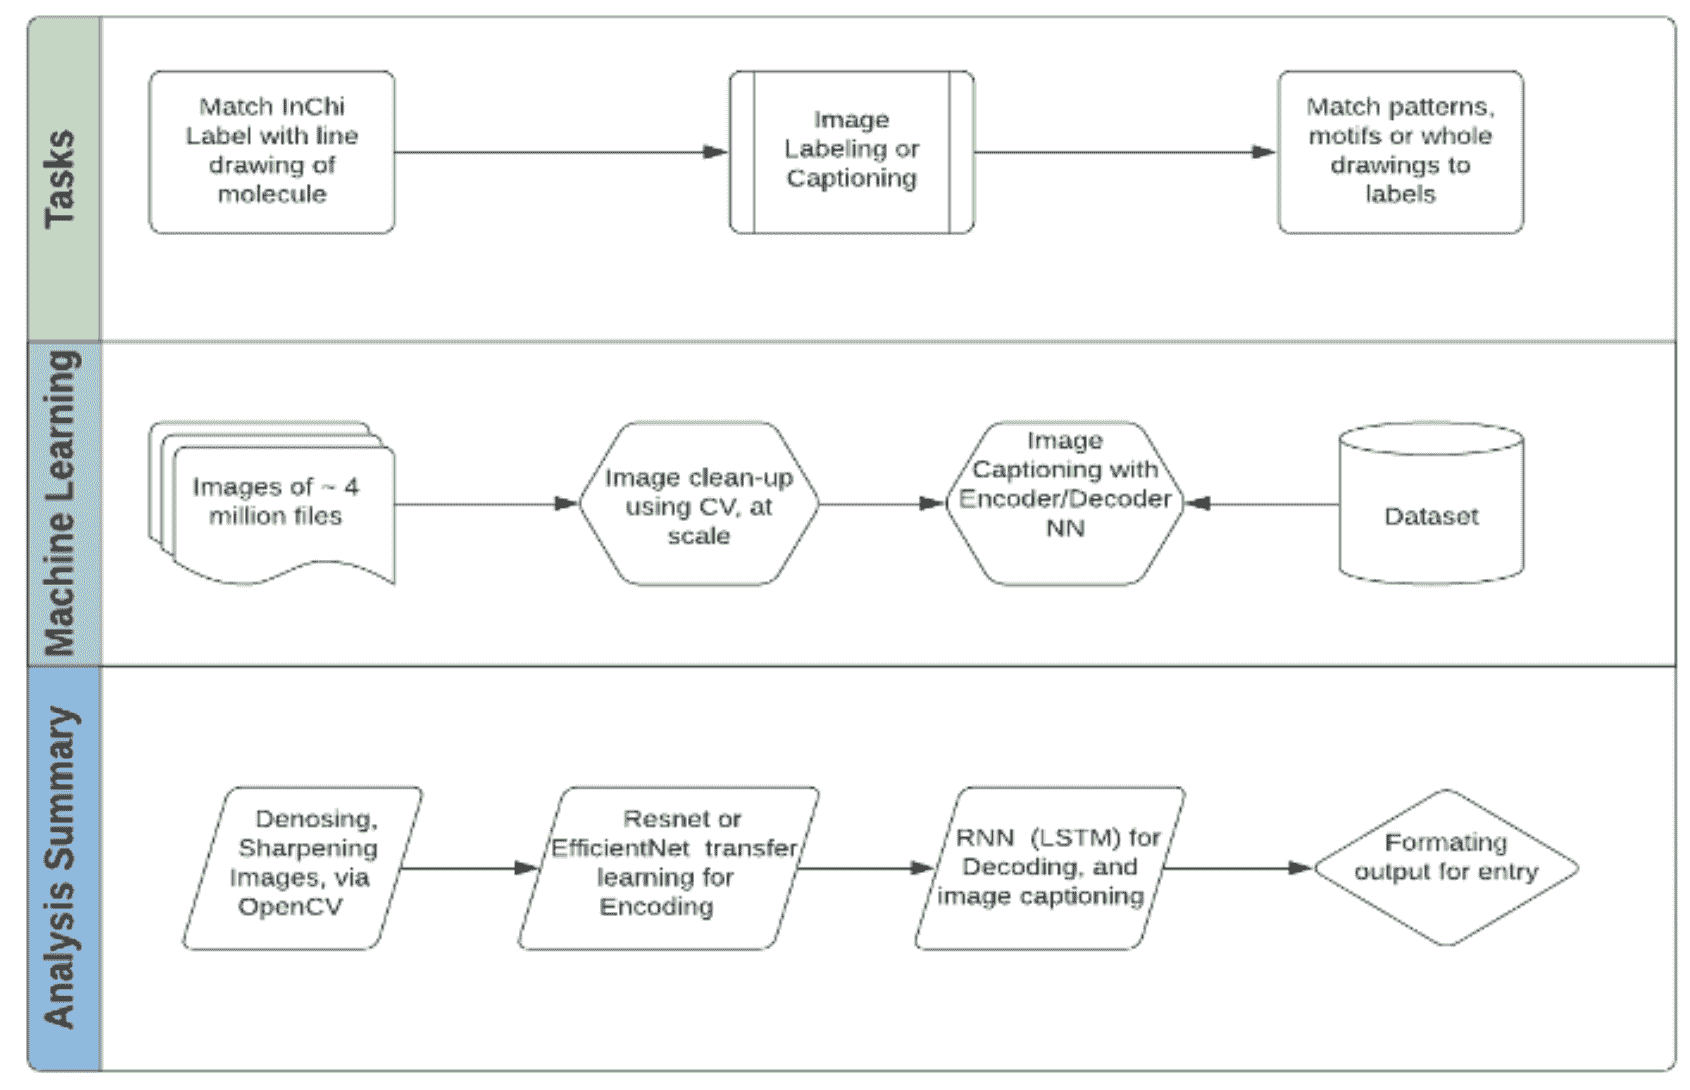 Tasks
Match InChi
Label with line
drawing of
molecule
Image
Labeling or
Captioning
Match patterns,
motifs or whole
drawings to
labels
Machine Learning
Images of ~ 4
million files
Image clean-up
using CV, at
scale
Image
Captioning with
Encoder/Decoder
NN
Dataset
Analysis Summary
Denosing,
Sharpening
Images, via
OpenCV
Resnet or
EfficientNet transfer
learning for
Encoding
RNN (LSTM) for
Decoding, and
image captioning
Formating
output for entry